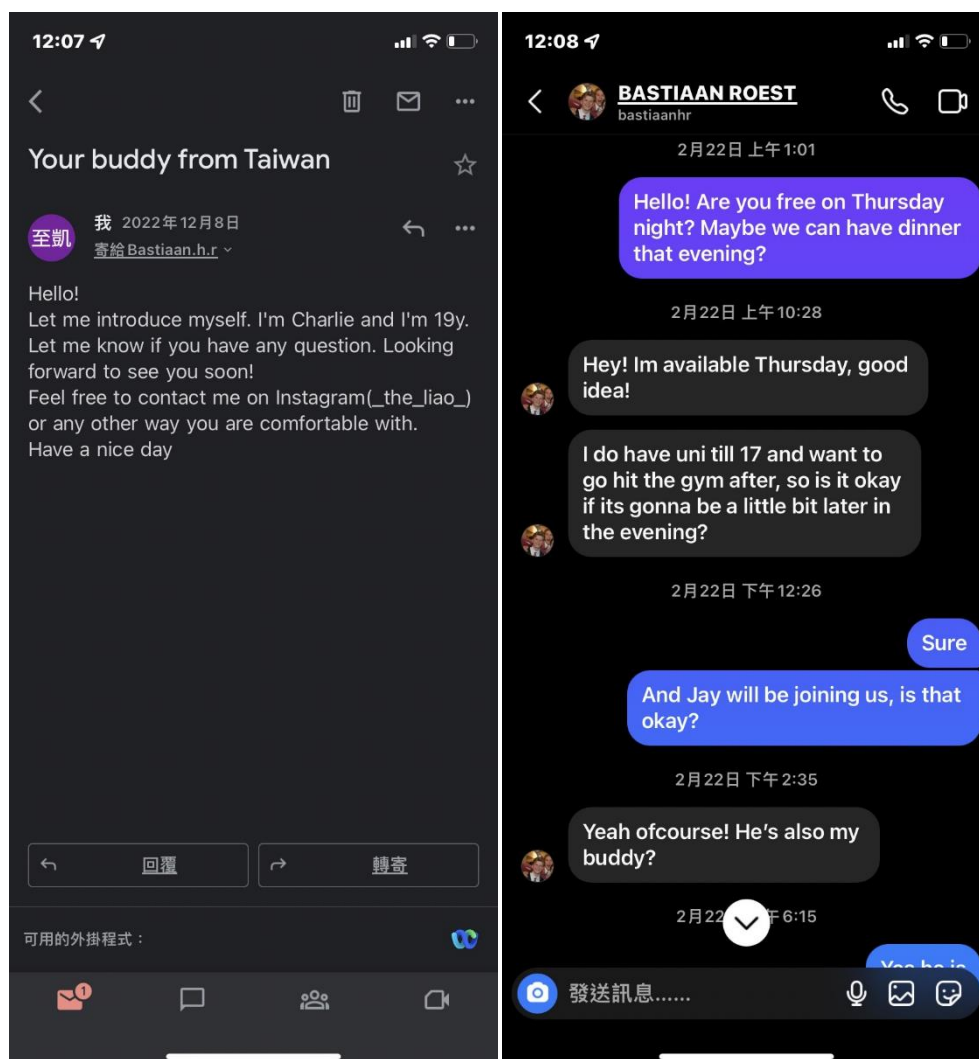 12:07
Your buddy from Taiwan
至凱
我 2022年12月8日
寄給 Bastiaan.h.r
Hello!
Let me introduce myself. I'm Charlie and I'm 19y.
Let me know if you have any question. Looking
forward to see you soon!
Feel free to contact me on Instagram(_the_liao_)
or any other way you are comfortable with.
Have a nice day
回覆
轉寄
可用的外掛程式：
1
12:08
BASTIAAN ROEST
bastiaanhr
2月22日 上午1:01
Hello! Are you free on Thursday
night? Maybe we can have dinner
that evening?
2月22日 上午10:28
Hey! Im available Thursday, good
idea!
I do have uni till 17 and want to
go hit the gym after, so is it okay
if its gonna be a little bit later in
the evening?
2月22日 下午12:26
Sure
And Jay will be joining us, is that
okay?
2月22日 下午2:35
Yeah ofcourse! He's also my
buddy?
2月22 午6:15
Yes he is
發送訊息......